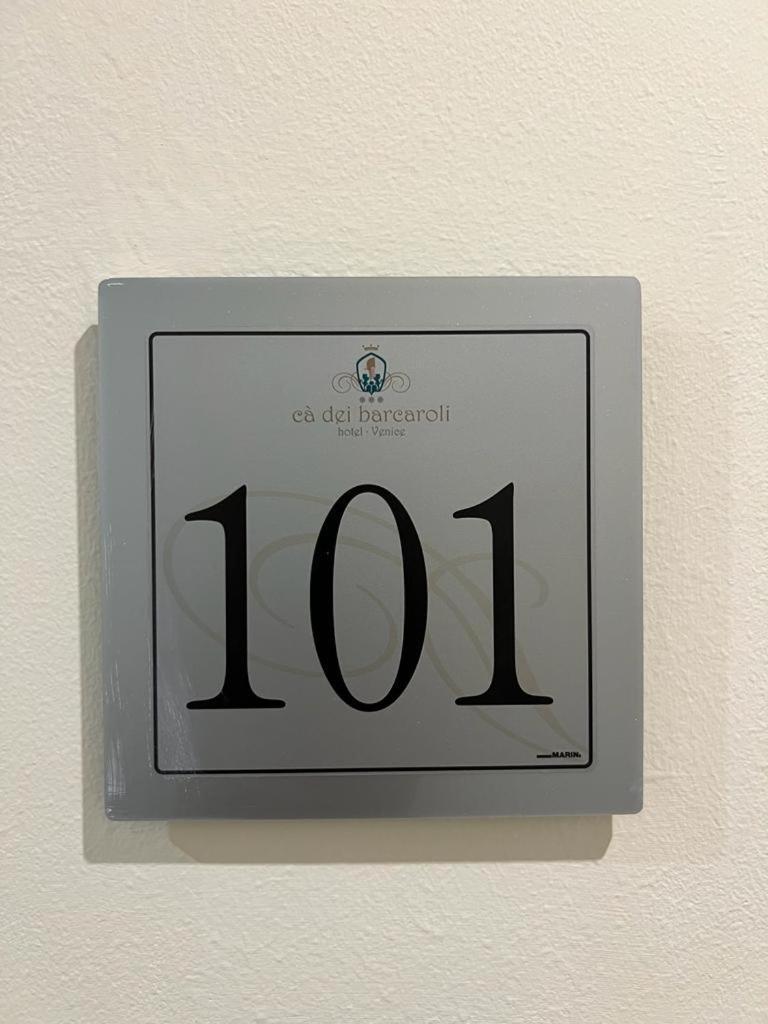 cà dei barcaroli
hotel · Venice
101
MARIN.